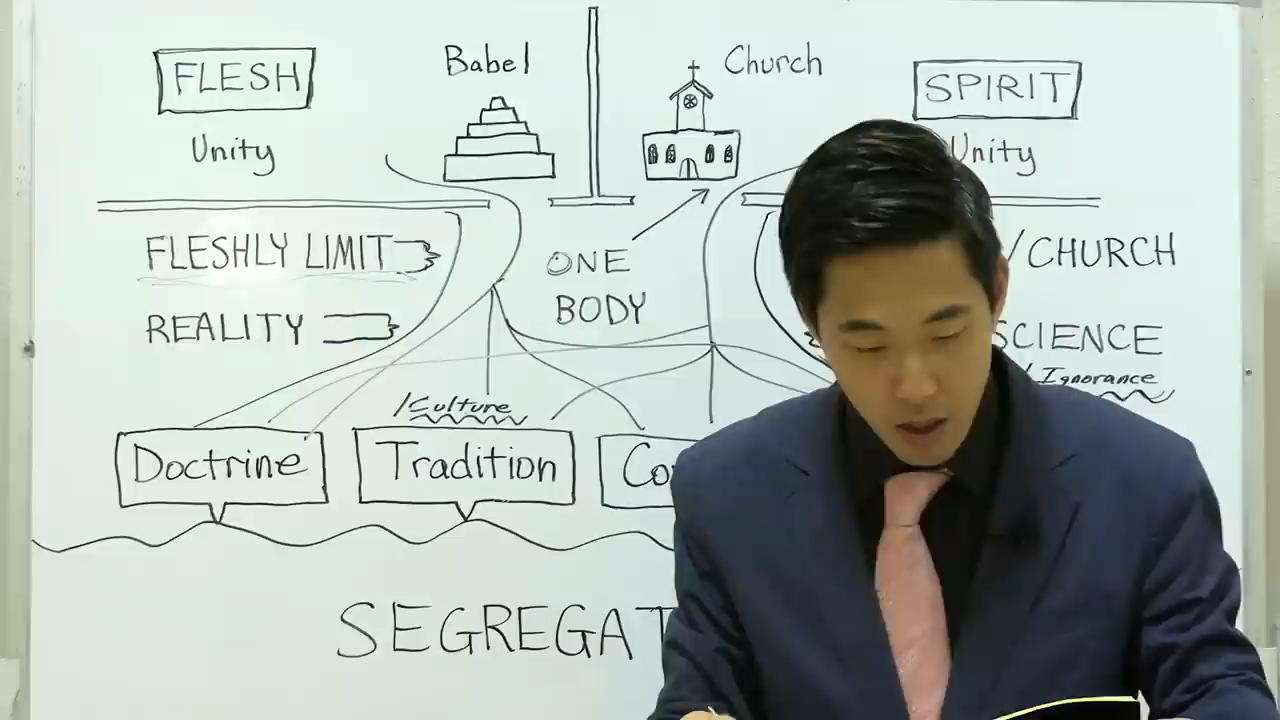 FLESH
Unity
Babel
Church
SPIRIT
Unity
FLESHLY LIMIT
REALITY
ONE
BODY
/CHURCH
SCIENCE
/Culture
Ignorance
Doctrine
Tradition
Co
SEGREGAT